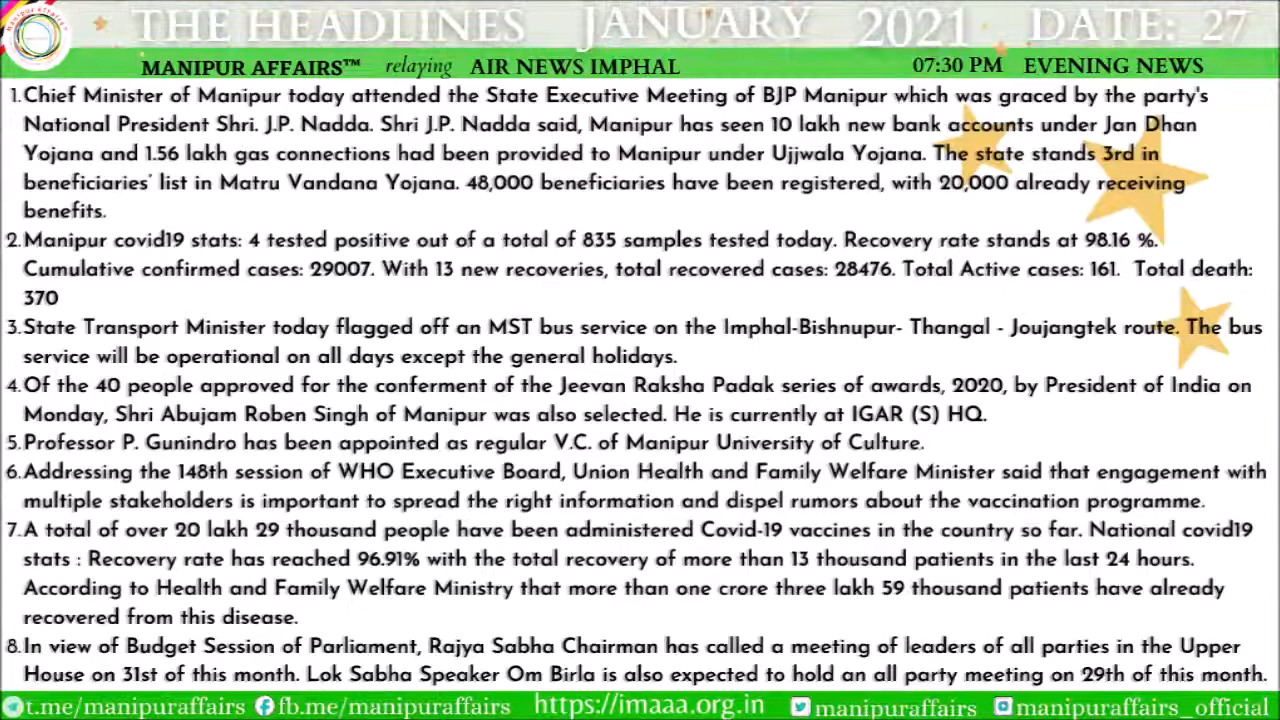 THE HEADLINES JANUARY 2021 DATE: 27
MANIPUR AFFAIRS™ relaying AIR NEWS IMPHAL 07:30 PM EVENING NEWS
1. Chief Minister of Manipur today attended the State Executive Meeting of BJP Manipur which was graced by the party's
National President Shri. J.P. Nadda. Shri J.P. Nadda said, Manipur has seen 10 lakh new bank accounts under Jan Dhan
Yojana and 1.56 lakh gas connections had been provided to Manipur under Ujjwala Yojana. The state stands 3rd in
beneficiaries' list in Matru Vandana Yojana. 48,000 beneficiaries have been registered, with 20,000 already receiving
benefits.
2. Manipur covid19 stats: 4 tested positive out of a total of 835 samples tested today. Recovery rate stands at 98.16 %.
Cumulative confirmed cases: 29007. With 13 new recoveries, total recovered cases: 28476. Total Active cases: 161. Total death:
370
3. State Transport Minister today flagged off an MST bus service on the Imphal-Bishnupur- Thangal - Joujangtek route. The bus
service will be operational on all days except the general holidays.
4. Of the 40 people approved for the conferment of the Jeevan Raksha Padak series of awards, 2020, by President of India on
Monday, Shri Abujam Roben Singh of Manipur was also selected. He is currently at IGAR (S) HQ.
5. Professor P. Gunindro has been appointed as regular V.C. of Manipur University of Culture.
6. Addressing the 148th session of WHO Executive Board, Union Health and Family Welfare Minister said that engagement with
multiple stakeholders is important to spread the right information and dispel rumors about the vaccination programme.
7. A total of over 20 lakh 29 thousand people have been administered Covid-19 vaccines in the country so far. National covid19
stats : Recovery rate has reached 96.91% with the total recovery of more than 13 thousand patients in the last 24 hours.
According to Health and Family Welfare Ministry that more than one crore three lakh 59 thousand patients have already
recovered from this disease.
8. In view of Budget Session of Parliament, Rajya Sabha Chairman has called a meeting of leaders of all parties in the Upper
House on 31st of this month. Lok Sabha Speaker Om Birla is also expected to hold an all party meeting on 29th of this month.
t.me/manipuraffairs fb.me/manipuraffairs https://imaaa.org.in manipuraffairs manipuraffairs_official